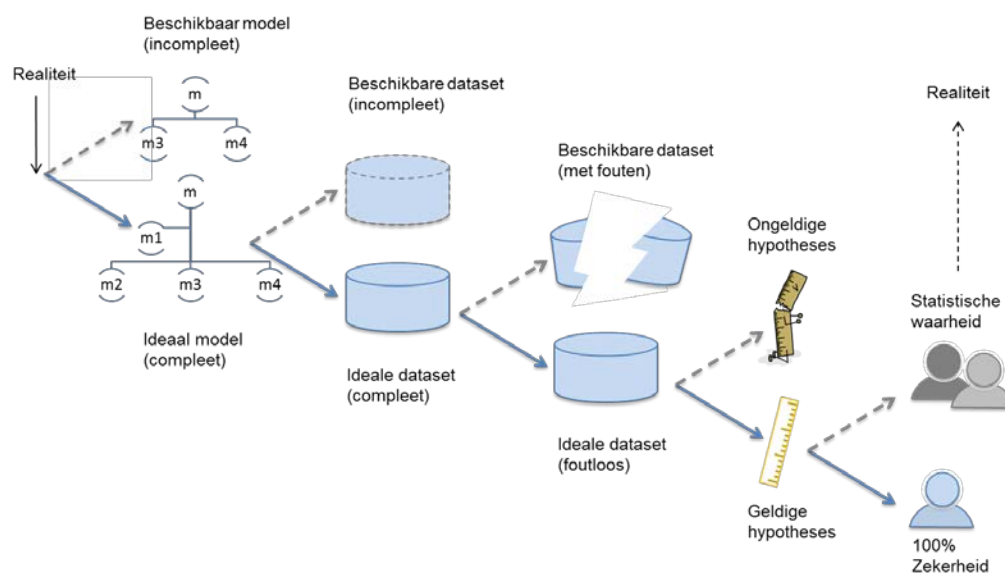 Beschikbaar model
(incompleet)
Realiteit
m
m3
m4
m
m1
m2
m3
m4
Ideaal model
(compleet)
Beschikbare dataset
(incompleet)
Ideale dataset
(compleet)
Beschikbare dataset
(met fouten)
Ideale dataset
(foutloos)
Ongeldige
hypotheses
Geldige
hypotheses
Realiteit
Statistische
waarheid
100%
Zekerheid